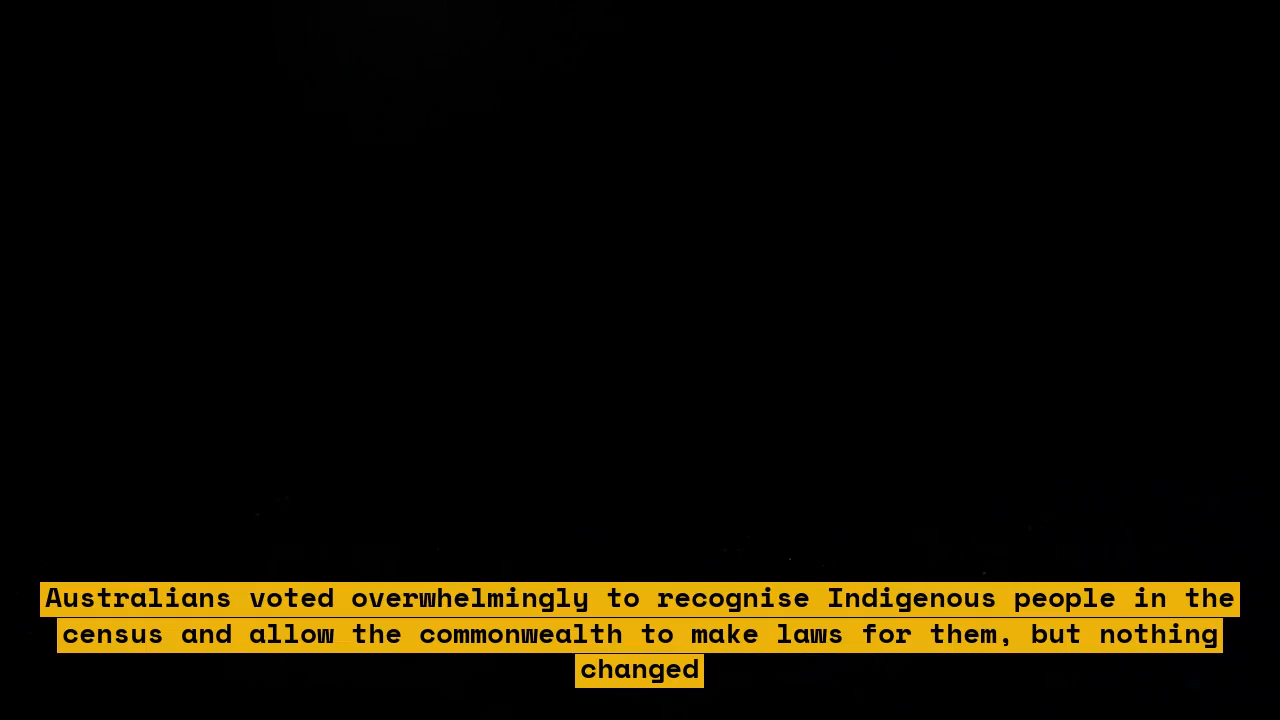 Australians voted overwhelmingly to recognise Indigenous people in the
census and allow the commonwealth to make laws for them, but nothing
changed